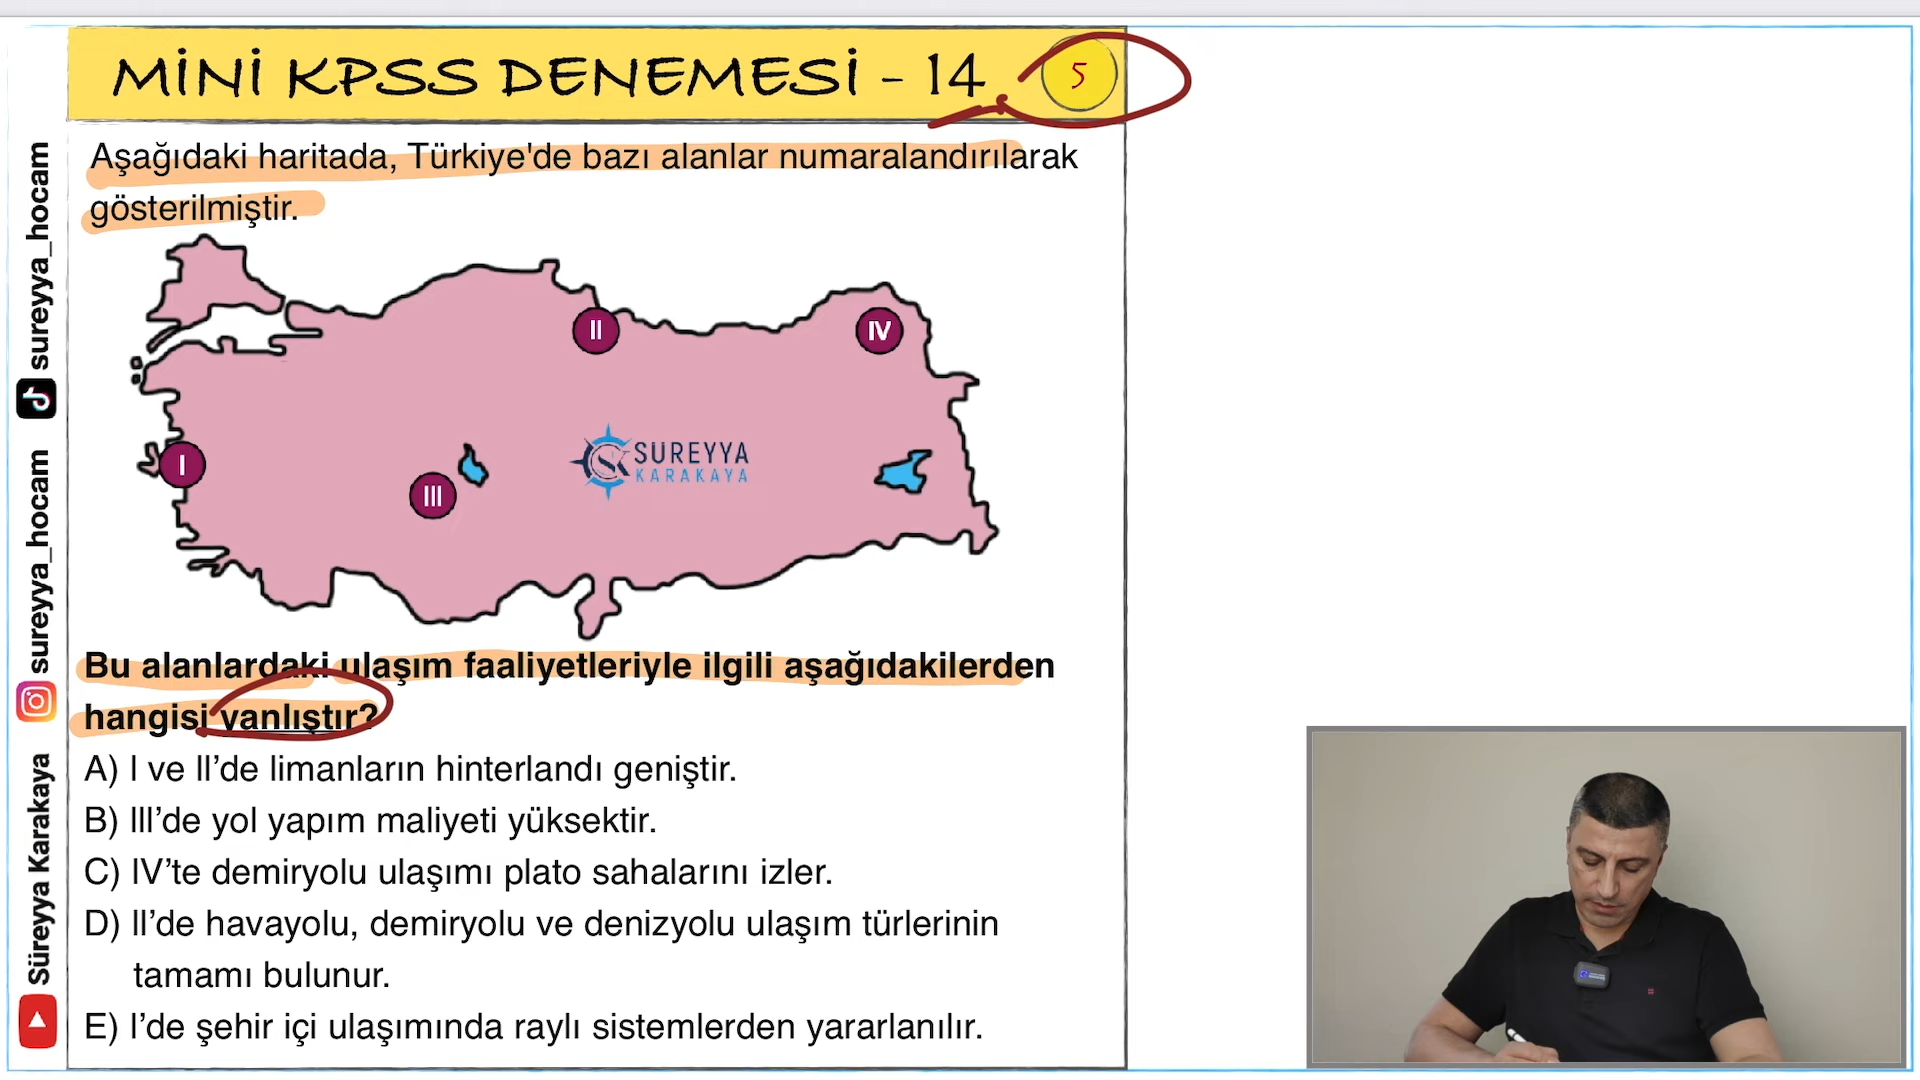 MİNİ KPSS DENEMESİ - 14
5
Aşağıdaki haritada, Türkiye'de bazı alanlar numaralandırılarak
gösterilmiştir.
II
IV
I
III
SÜREYYA
KARAKAYA
Bu alanlardaki ulaşım faaliyetleriyle ilgili aşağıdakilerden
hangisi yanlıştır?
A) I ve II’de limanların hinterlandı geniştir.
B) III’de yol yapım maliyeti yüksektir.
C) IV’te demiryolu ulaşımı plato sahalarını izler.
D) II’de havayolu, demiryolu ve denizyolu ulaşım türlerinin
tamamı bulunur.
E) I’de şehir içi ulaşımında raylı sistemlerden yararlanılır.
sureyya_hocam
sureyya_hocam
Süreyya Karakaya